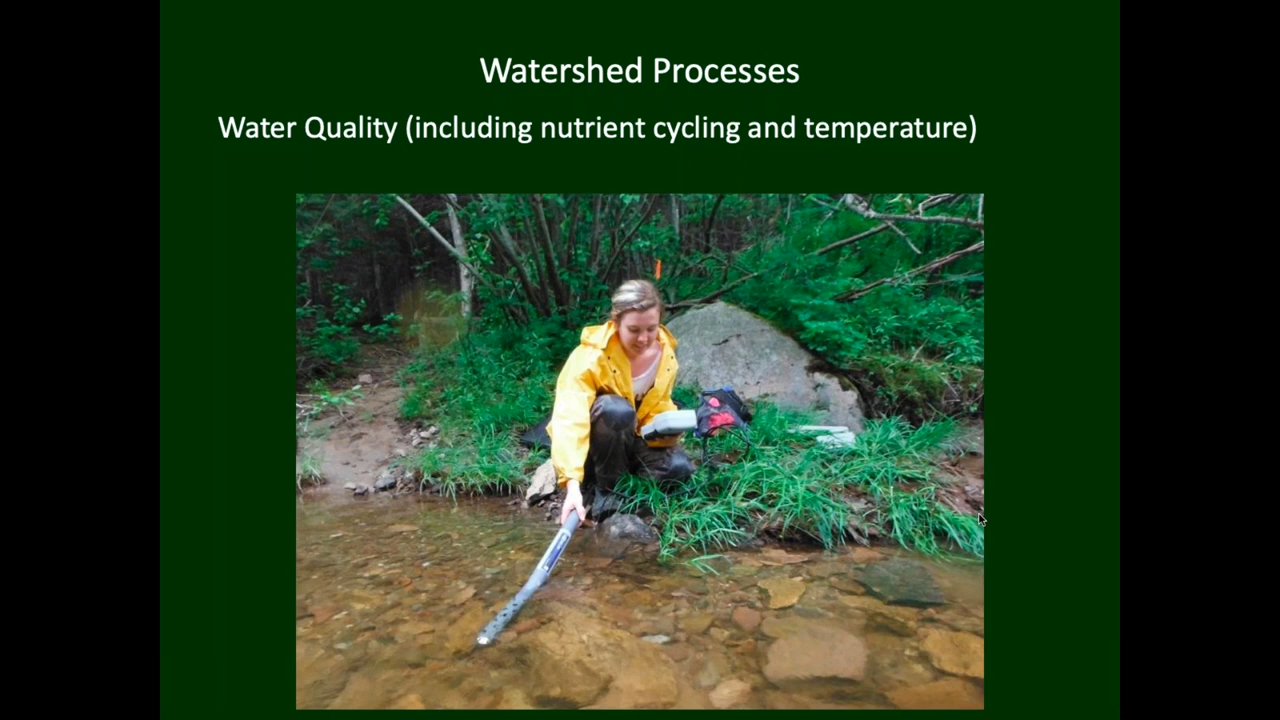 Watershed Processes
Water Quality (including nutrient cycling and temperature)